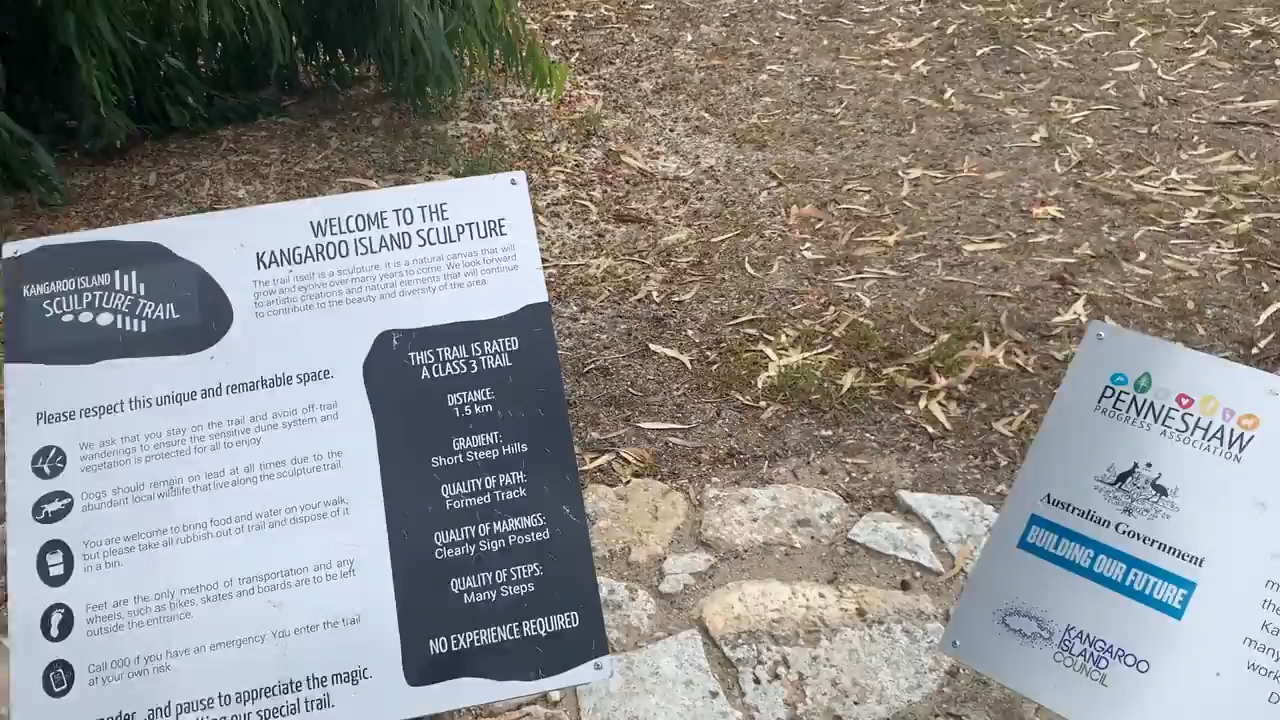 WELCOME TO THE
KANGAROO ISLAND SCULPTURE
The trail itself is a sculpture. It is a natural canvas that will
grow and evolve over many years to come. We look forward
to artistic creations and natural elements that will continue
to contribute to the beauty and diversity of the area.
KANGAROO ISLAND
SCULPTURE TRAIL
Please respect this unique and remarkable space.
We ask that you stay on the trail and avoid off-trail
wanderings to ensure the sensitive dune system and
vegetation is protected for all to enjoy.
Dogs should remain on lead at all times due to the
abundant local wildlife that live along the sculpture trail.
You are welcome to bring food and water on your walk,
but please take all rubbish out of trail and dispose of it
in a bin.
Feet are the only method of transportation and any
wheels, such as bikes, skates and boards are to be left
outside the entrance.
Call 000 if you have an emergency. You enter the trail
at your own risk.
and pause to appreciate the magic.
our special trail.
THIS TRAIL IS RATED
A CLASS 3 TRAIL
DISTANCE:
1.5 km
GRADIENT:
Short Steep Hills
QUALITY OF PATH:
Formed Track
QUALITY OF MARKINGS:
Clearly Sign Posted
QUALITY OF STEPS:
Many Steps
NO EXPERIENCE REQUIRED
PENNESHAW
PROGRESS ASSOCIATION
Australian Government
BUILDING OUR FUTURE
KANGAROO
ISLAND
COUNCIL
many
work